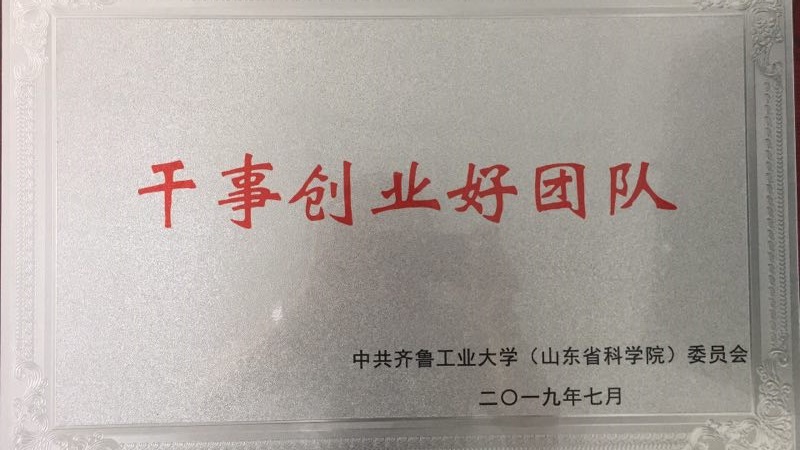 干事创业好团队
中共齐鲁工业大学（山东省科学院）委员会
二〇一九年七月